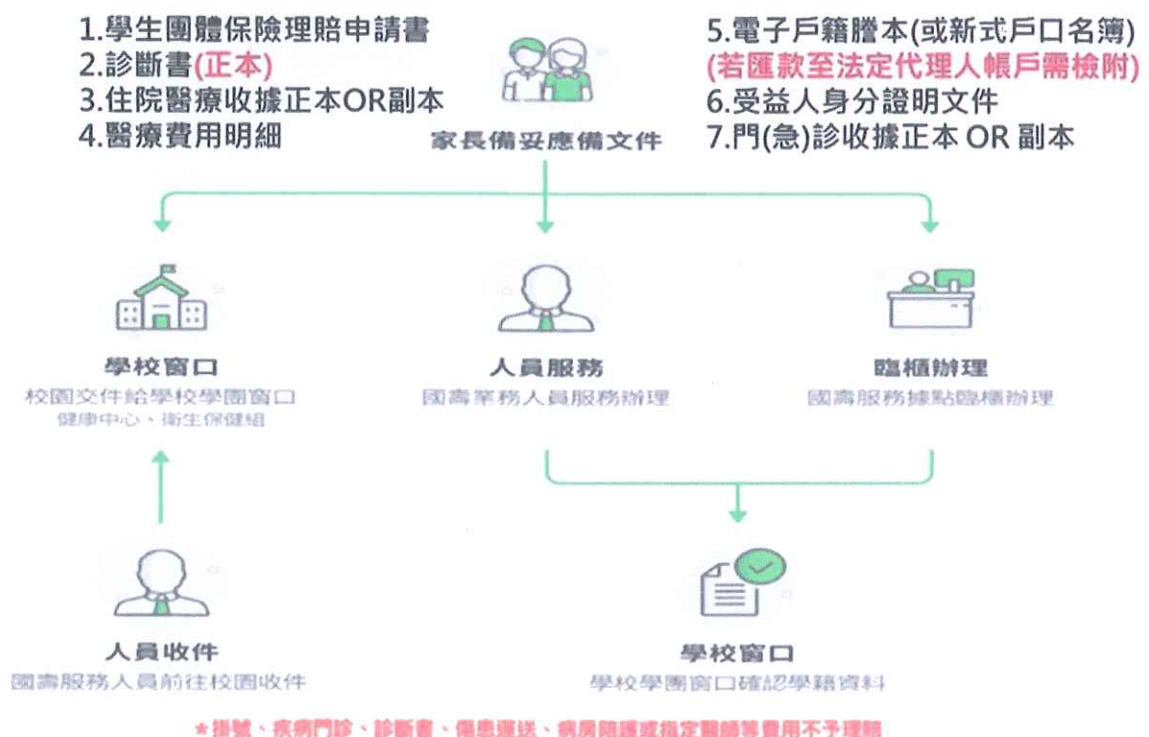 1.學生團體保險理賠申請書
2.診斷書(正本)
3.住院醫療收據正本OR副本
4.醫療費用明細
家長備妥應備文件
5.電子戶籍謄本(或新式戶口名簿)
(若匯款至法定代理人帳戶需檢附)
6.受益人身分證明文件
7.門(急)診收據正本 OR 副本
學校窗口
校園交件給學校學團窗口
健康中心、衛生保健組
人員服務
國壽業務人員服務辦理
臨櫃辦理
國壽服務據點臨櫃辦理
人員收件
國壽服務人員前往校園收件
學校窗口
學校學團窗口確認學籍資料
★掛號、疾病門診、診斷書、傷患運送、病房陪護或指定醫師等費用不予理賠